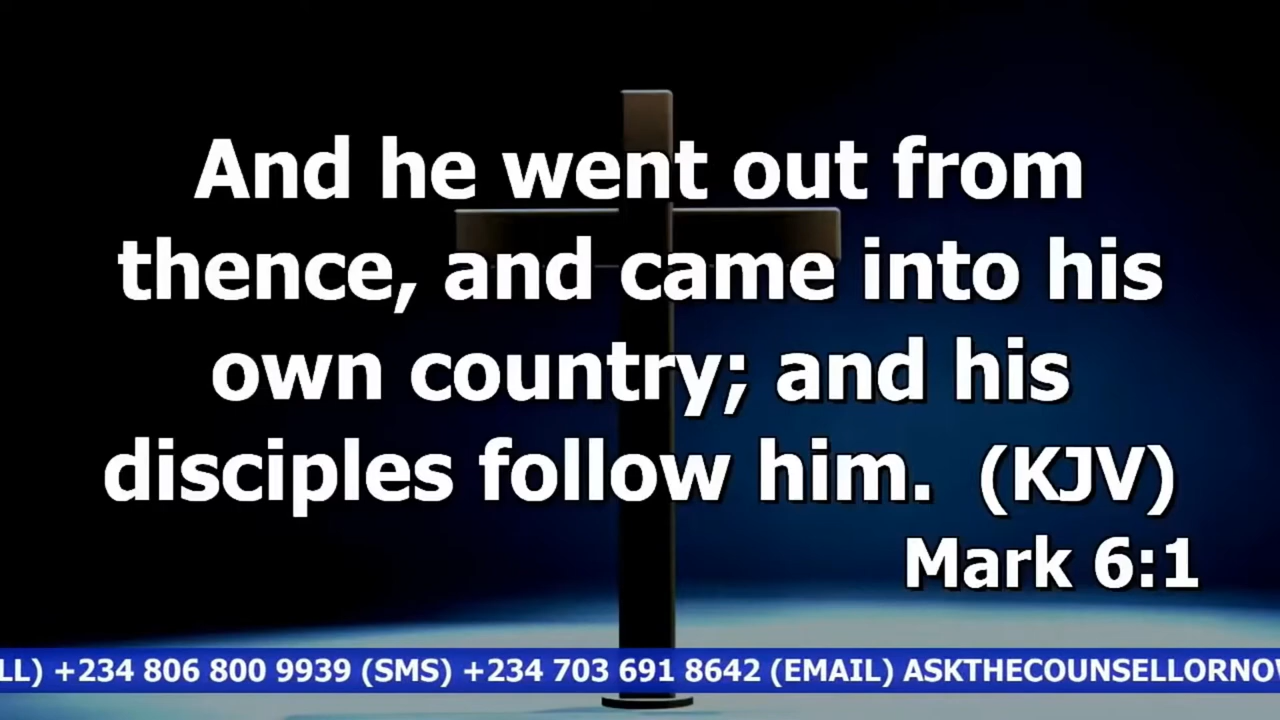 And he went out from
thence, and came into his
own country; and his
disciples follow him. (KJV)
Mark 6:1
LL) +234 806 800 9939 (SMS) +234 703 691 8642 (EMAIL) ASKTHECOUNSELLORNO